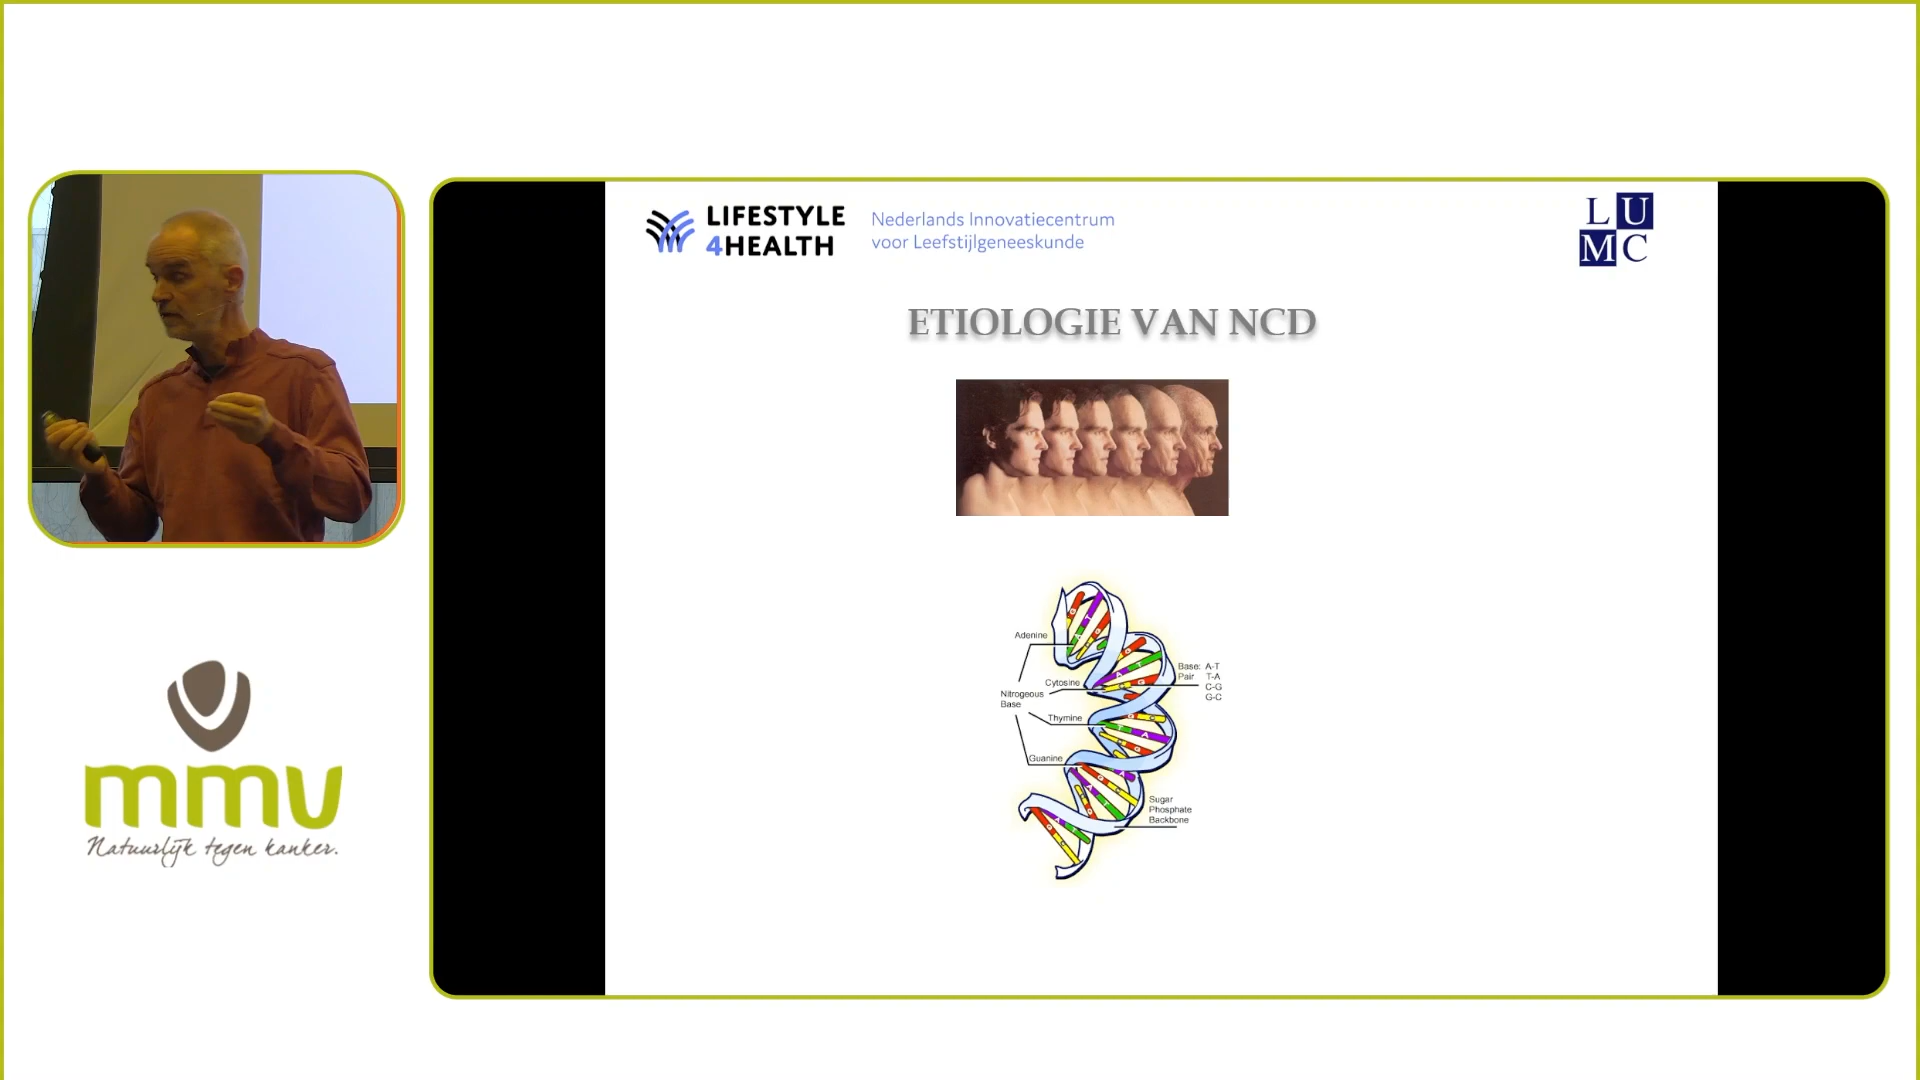 LIFESTYLE
4HEALTH
Nederlands Innovatiecentrum
voor Leefstijlgeneeskunde
L U
M C
ETIOLOGIE VAN NCD
Adenine
Cytosine
Nitrogeous
Base
Thymine
Guanine
Base: A-T
Pair T-A
C-G
G-C
Sugar
Phosphate
Backbone
mmv
Natuurlijk tegen kanker.